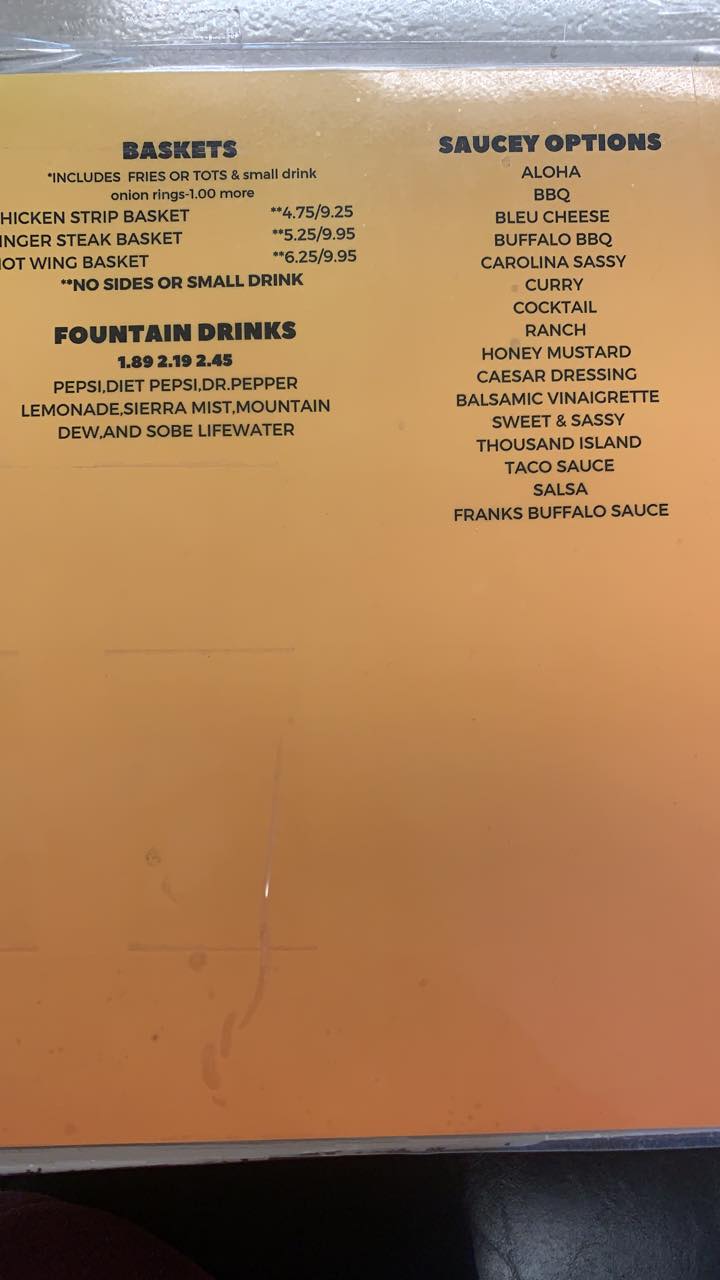 BASKETS
*INCLUDES FRIES OR TOTS & small drink
onion rings-1.00 more
HICKEN STRIP BASKET **4.75/9.25
INGER STEAK BASKET **5.25/9.95
OT WING BASKET **6.25/9.95
**NO SIDES OR SMALL DRINK
FOUNTAIN DRINKS
1.89 2.19 2.45
PEPSI,DIET PEPSI,DR.PEPPER
LEMONADE,SIERRA MIST,MOUNTAIN
DEW,AND SOBE LIFEWATER
SAUCEY OPTIONS
ALOHA
BBQ
BLEU CHEESE
BUFFALO BBQ
CAROLINA SASSY
CURRY
COCKTAIL
RANCH
HONEY MUSTARD
CAESAR DRESSING
BALSAMIC VINAIGRETTE
SWEET & SASSY
THOUSAND ISLAND
TACO SAUCE
SALSA
FRANKS BUFFALO SAUCE